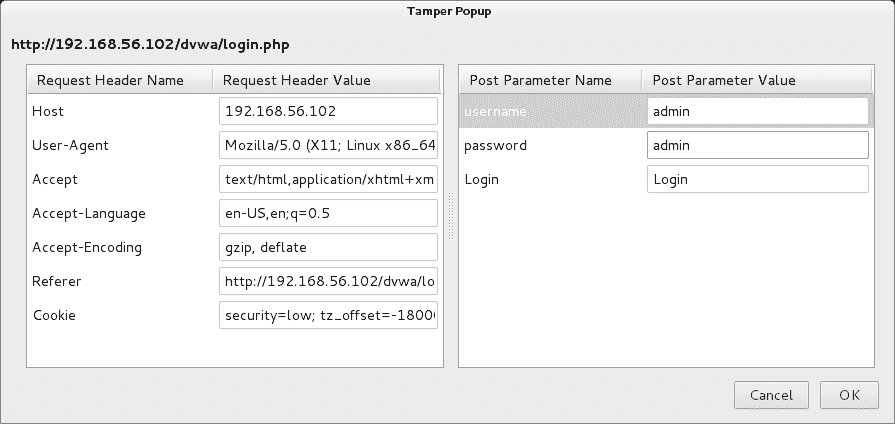 Tamper Popup
http://192.168.56.102/dvwa/login.php
Request Header Name Request Header Value
Host 192.168.56.102
User-Agent Mozilla/5.0 (X11; Linux x86_64
Accept text/html,application/xhtml+xm
Accept-Language en-US,en;q=0.5
Accept-Encoding gzip, deflate
Referer http://192.168.56.102/dvwa/lo
Cookie security=low; tz_offset=-1800
Post Parameter Name Post Parameter Value
username admin
password admin
Login Login
Cancel OK